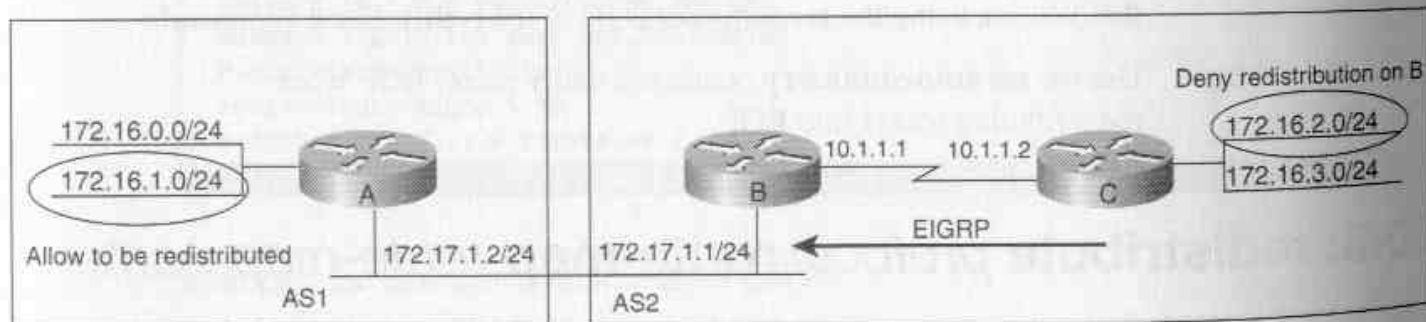 Deny redistribution on B
172.16.0.0/24
172.16.2.0/24
10.1.1.1
10.1.1.2
172.16.1.0/24
172.16.3.0/24
A
B
C
EIGRP
Allow to be redistributed
172.17.1.2/24
172.17.1.1/24
AS1
AS2